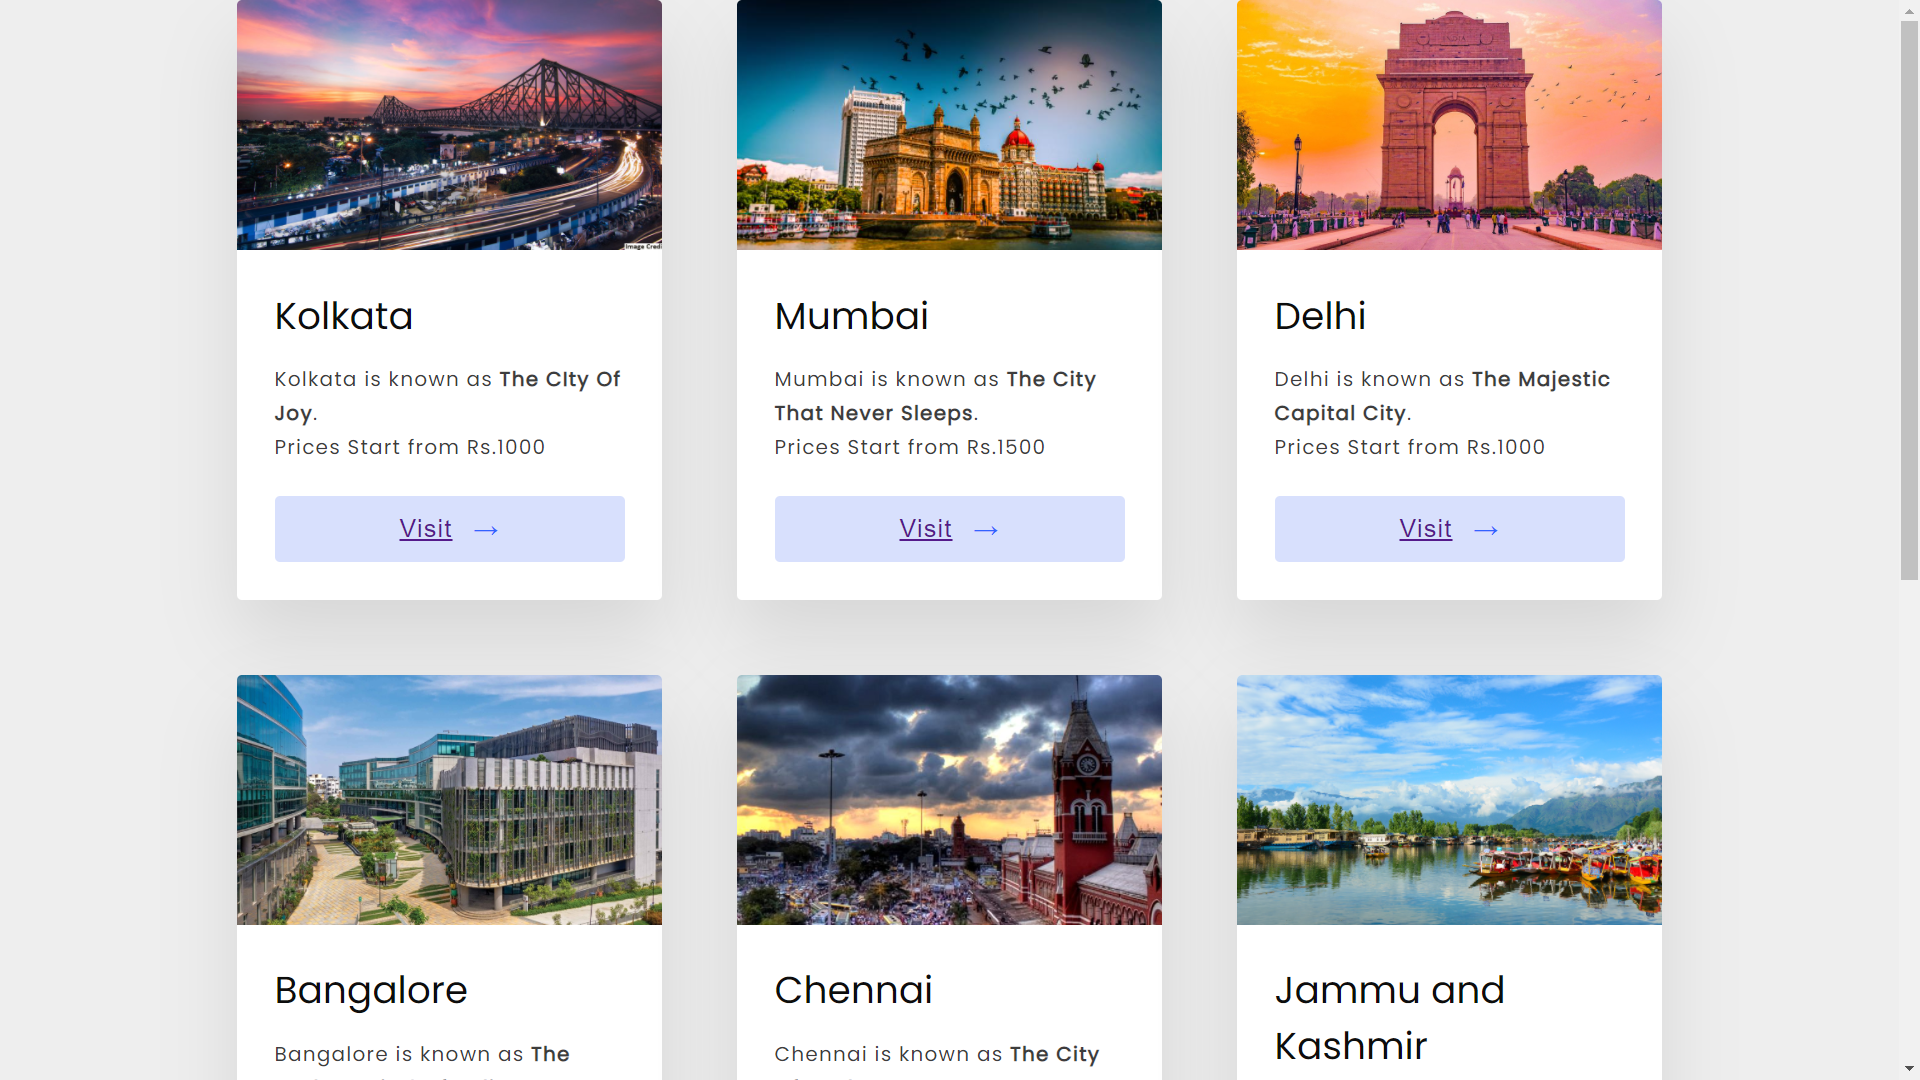 Image Credi
Kolkata
Kolkata is known as The CIty Of
Joy.
Prices Start from Rs.1000
Visit →
Mumbai
Mumbai is known as The City
That Never Sleeps.
Prices Start from Rs.1500
Visit →
Delhi
Delhi is known as The Majestic
Capital City.
Prices Start from Rs.1000
Visit →
Bangalore
Bangalore is known as The
Chennai
Chennai is known as The City
Jammu and
Kashmir